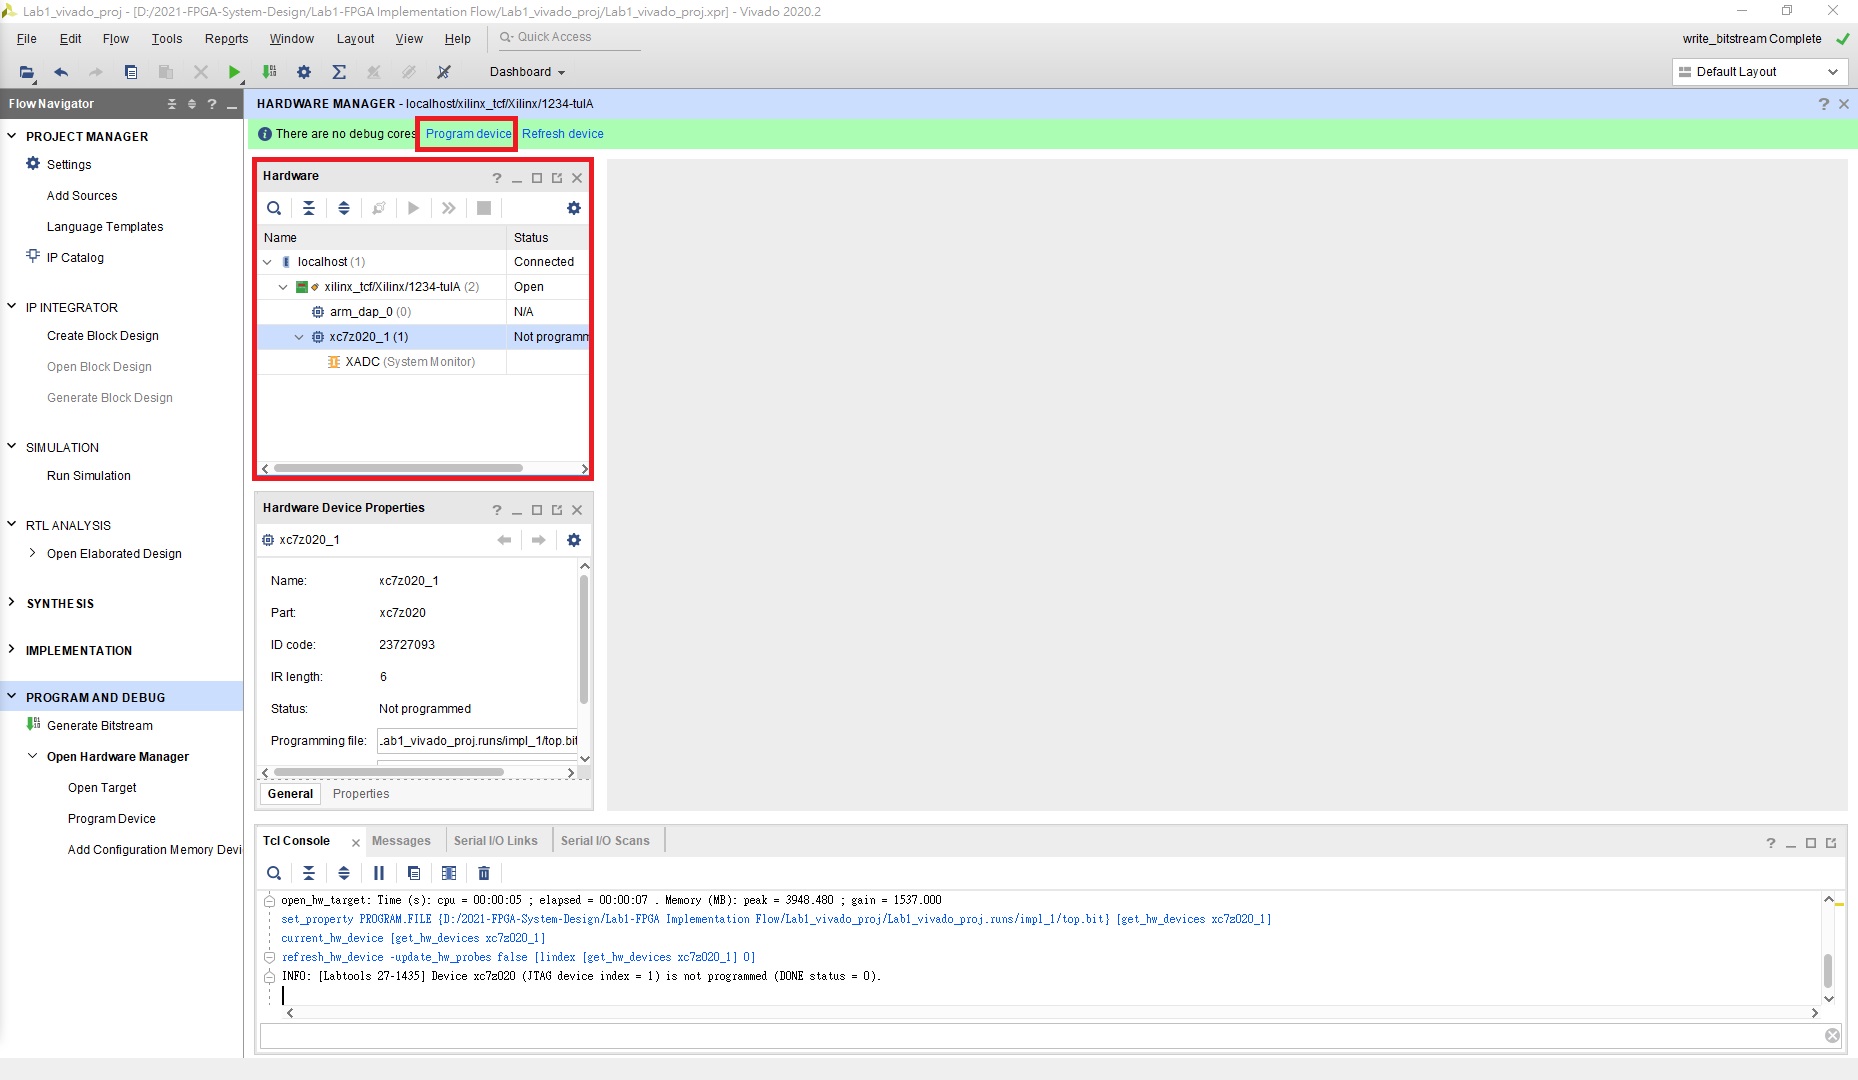 Lab1_vivado_proj - [D:/2021-FPGA-System-Design/Lab1-FPGA Implementation Flow/Lab1_vivado_proj/Lab1_vivado_proj.xpr] - Vivado 2020.2
File Edit Flow Tools Reports Window Layout View Help Quick Access
write_bitstream Complete
Dashboard
Default Layout
Flow Navigator
HARDWARE MANAGER - localhost/xilinx_tcf/Xilinx/1234-tulA
There are no debug cores Program device Refresh device
PROJECT MANAGER
Settings
Add Sources
Language Templates
IP Catalog
IP INTEGRATOR
Create Block Design
Open Block Design
Generate Block Design
SIMULATION
Run Simulation
RTL ANALYSIS
Open Elaborated Design
SYNTHESIS
IMPLEMENTATION
PROGRAM AND DEBUG
Generate Bitstream
Open Hardware Manager
Open Target
Program Device
Add Configuration Memory Devi
Hardware
Name Status
localhost (1) Connected
xilinx_tcf/Xilinx/1234-tulA (2) Open
arm_dap_0 (0) N/A
xc7z020_1 (1) Not programm
XADC (System Monitor)
Hardware Device Properties
xc7z020_1
Name: xc7z020_1
Part: xc7z020
ID code: 23727093
IR length: 6
Status: Not programmed
Programming file: .ab1_vivado_proj.runs/impl_1/top.bit
General Properties
Tcl Console Messages Serial I/O Links Serial I/O Scans
open_hw_target: Time (s): cpu = 00:00:05 ; elapsed = 00:00:07 . Memory (MB): peak = 3948.480 ; gain = 1537.000
set_property PROGRAM.FILE {D:/2021-FPGA-System-Design/Lab1-FPGA Implementation Flow/Lab1_vivado_proj/Lab1_vivado_proj.runs/impl_1/top.bit} [get_hw_devices xc7z020_1]
current_hw_device [get_hw_devices xc7z020_1]
refresh_hw_device -update_hw_probes false [lindex [get_hw_devices xc7z020_1] 0]
INFO: [Labtools 27-1435] Device xc7z020 (JTAG device index = 1) is not programmed (DONE status = 0).